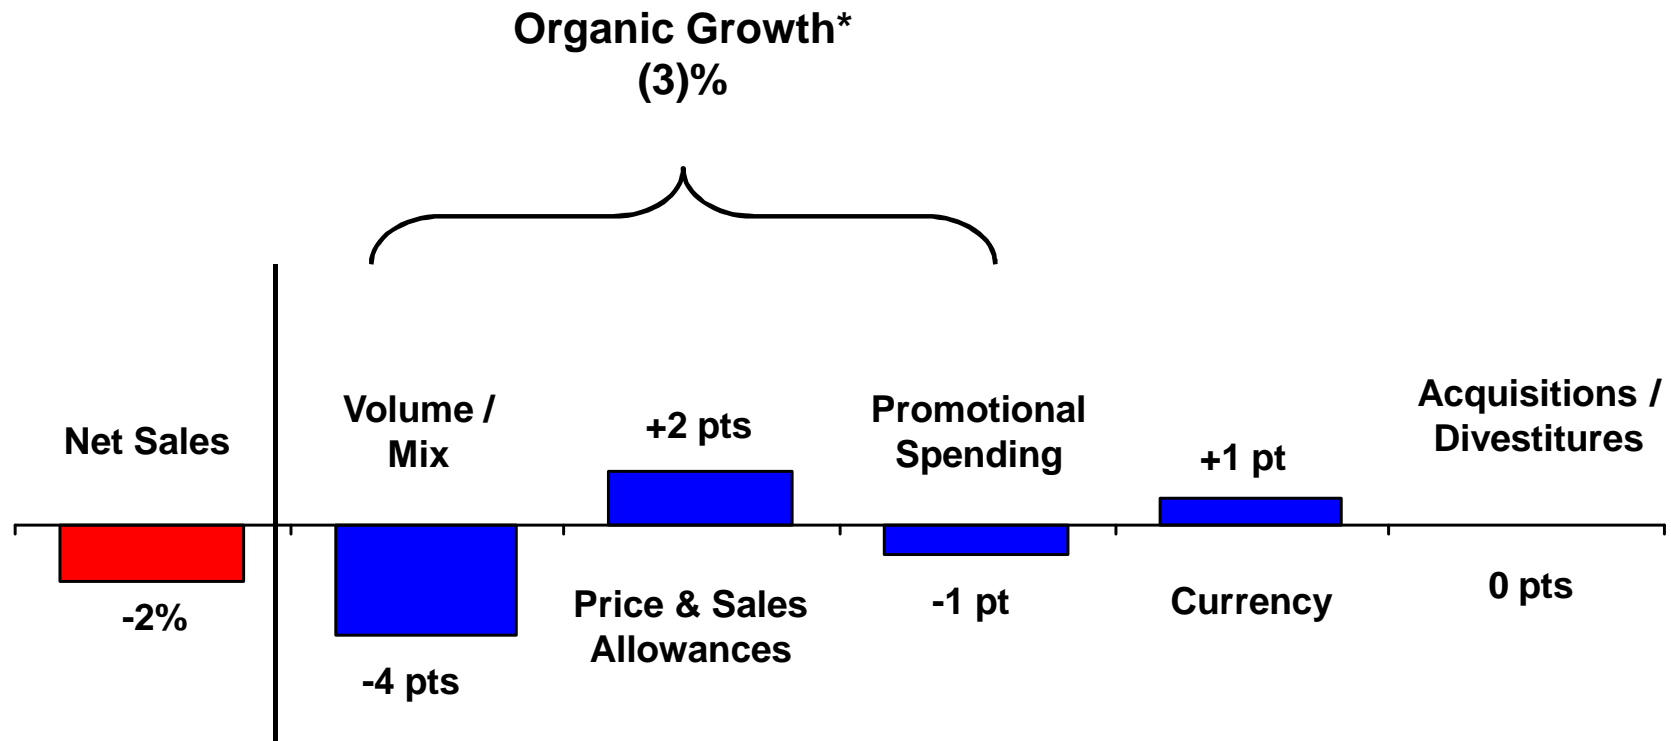 Organic Growth*
(3)%
Net Sales
-2%
Volume /
Mix
-4 pts
+2 pts
Price & Sales
Allowances
Promotional
Spending
-1 pt
+1 pt
Currency
Acquisitions /
Divestitures
0 pts